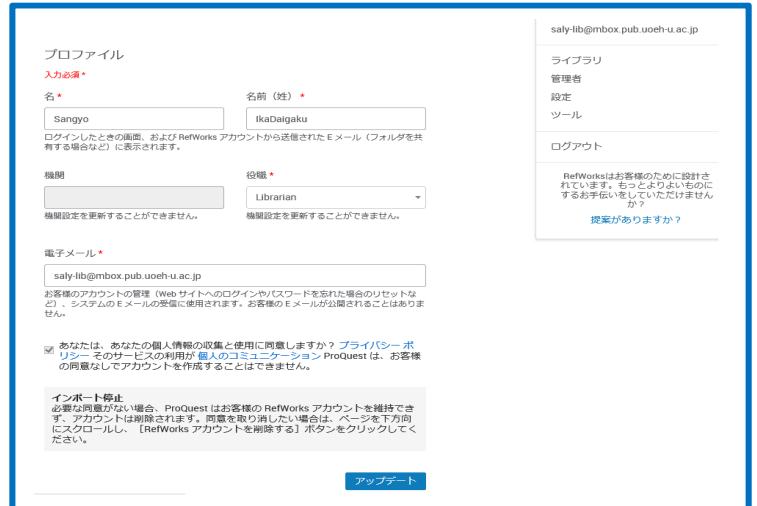 プロファイル
入力必須*
名* 名前（姓） *
Sangyo IkaDaigaku
ログインしたときの画面、および RefWorks アカウントから送信された E メール（フォルダを共
有する場合など）に表示されます。
機関 役職*
Librarian
機関設定を更新することができません。 機関設定を更新することができません。
電子メール*
saly-lib@mbox.pub.uoeh-u.ac.jp
お客様のアカウントの管理（Web サイトへのログインやパスワードを忘れた場合のリセットな
ど）、システムの E メールの受信に使用されます。お客様の E メールが公開されることはありま
せん。
あなたは、あなたの個人情報の収集と使用に同意しますか？ プライバシー ポ
リシー そのサービスの利用が 個人のコミュニケーション ProQuest は、お客様
の同意なしでアカウントを作成することはできません。
インポート停止
必要な同意がない場合、ProQuest はお客様の RefWorks アカウントを維持でき
ず、アカウントは削除されます。同意を取り消したい場合は、ページを下方向
にスクロールし、［RefWorks アカウントを削除する］ボタンをクリックしてく
ださい。
アップデート
saly-lib@mbox.pub.uoeh-u.ac.jp
ライブラリ
管理者
設定
ツール
ログアウト
RefWorksはお客様のために設計さ
れています。もっとよりよいものに
するお手伝いをしていただけません
か？
提案がありますか？